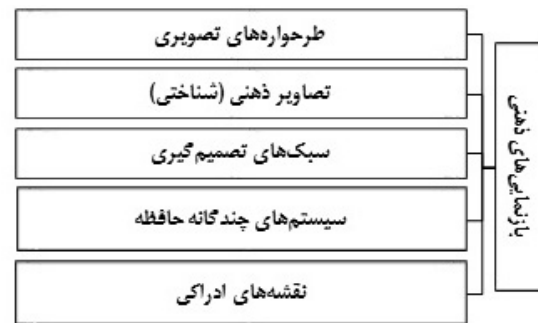 بازنمایی‌های ذهنی
طرحواره‌های تصویری
تصاویر ذهنی (شناختی)
سبک‌های تصمیم‌گیری
سیستم‌های چندگانه حافظه
نقشه‌های ادراکی